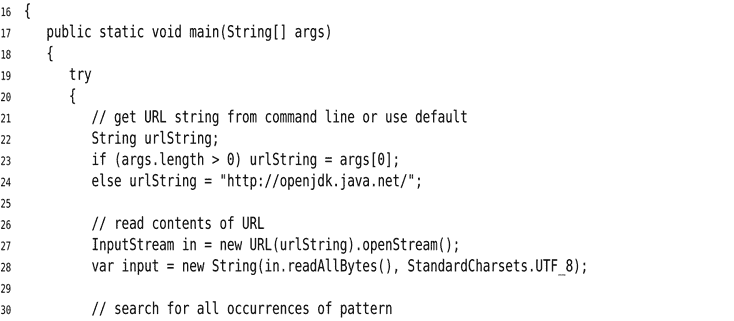 16 {
17    public static void main(String[] args)
18    {
19       try
20       {
21          // get URL string from command line or use default
22          String urlString;
23          if (args.length > 0) urlString = args[0];
24          else urlString = "http://openjdk.java.net/";
25
26          // read contents of URL
27          InputStream in = new URL(urlString).openStream();
28          var input = new String(in.readAllBytes(), StandardCharsets.UTF_8);
29
30          // search for all occurrences of pattern